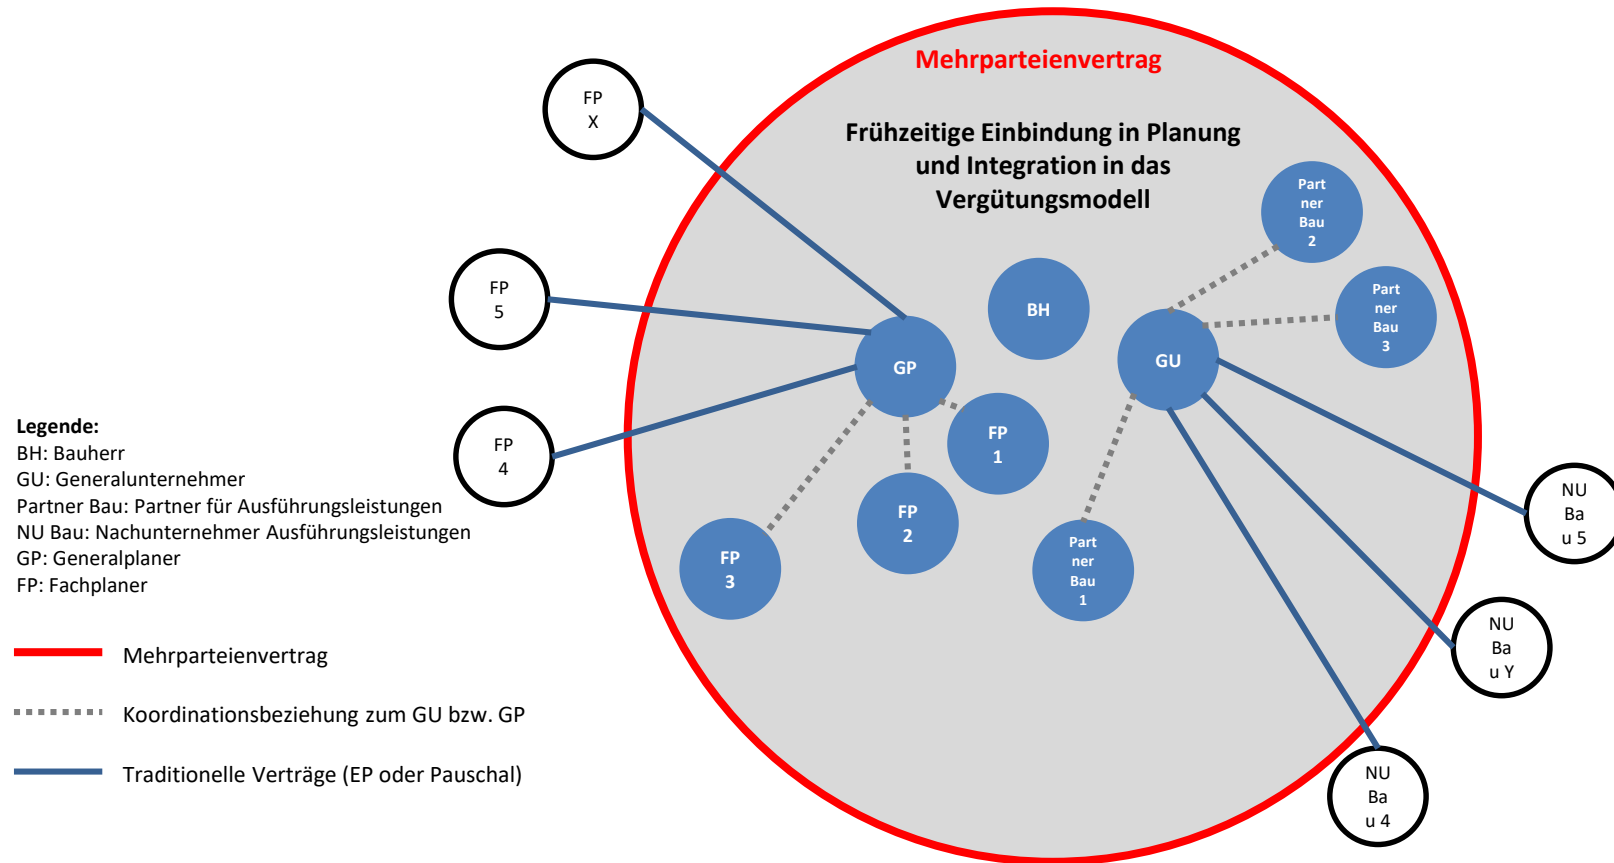 Mehrparteienvertrag
Frühzeitige Einbindung in Planung
und Integration in das
Vergütungsmodell
FP
X
FP
5
FP
4
BH
GP
GU
FP
1
FP
2
FP
3
Part
ner
Bau
2
Part
ner
Bau
3
Part
ner
Bau
1
NU
Ba
u 5
NU
Ba
u Y
NU
Ba
u 4
Legende:
BH: Bauherr
GU: Generalunternehmer
Partner Bau: Partner für Ausführungsleistungen
NU Bau: Nachunternehmer Ausführungsleistungen
GP: Generalplaner
FP: Fachplaner
Mehrparteienvertrag
Koordinationsbeziehung zum GU bzw. GP
Traditionelle Verträge (EP oder Pauschal)